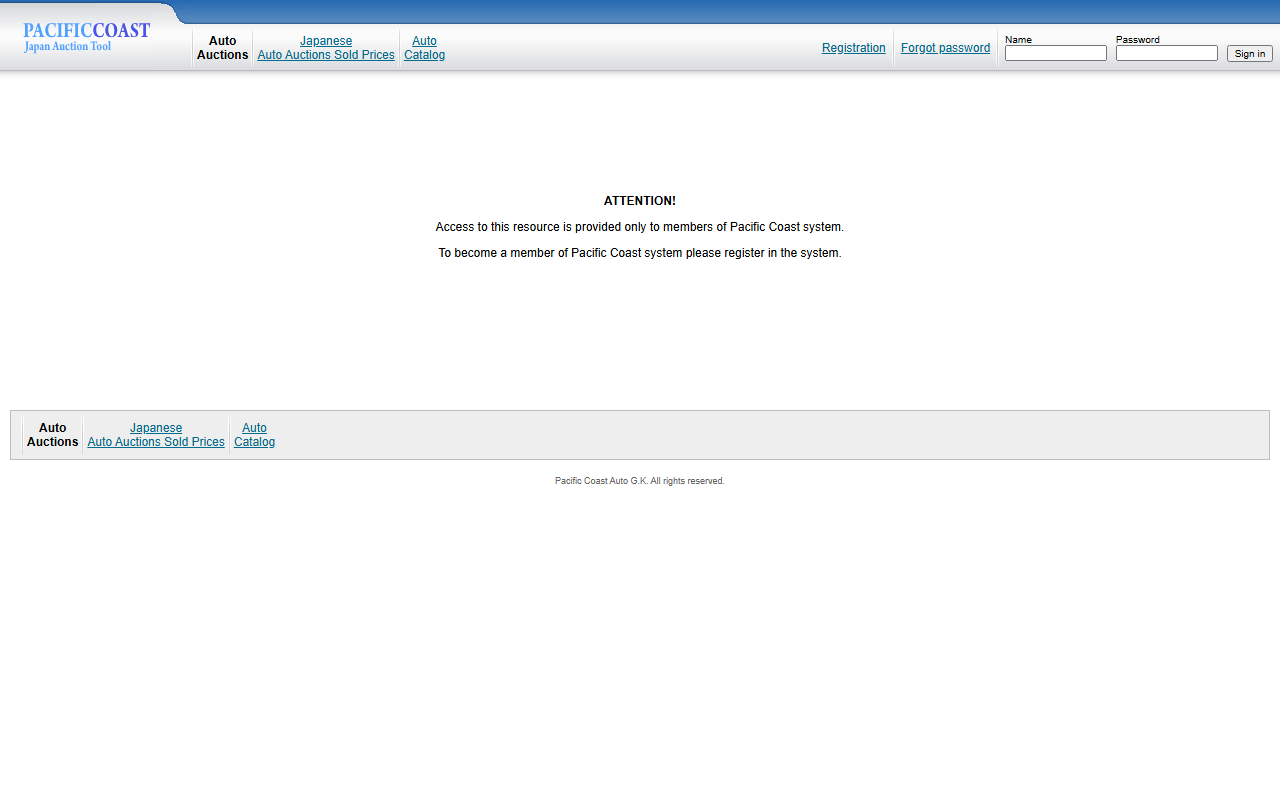 PACIFICCOAST
Japan Auction Tool
Auto
Auctions
Japanese
Auto Auctions Sold Prices
Auto
Catalog
Registration
Forgot password
Name
Password
Sign in
ATTENTION!
Access to this resource is provided only to members of Pacific Coast system.
To become a member of Pacific Coast system please register in the system.
Auto
Auctions
Japanese
Auto Auctions Sold Prices
Auto
Catalog
Pacific Coast Auto G.K. All rights reserved.